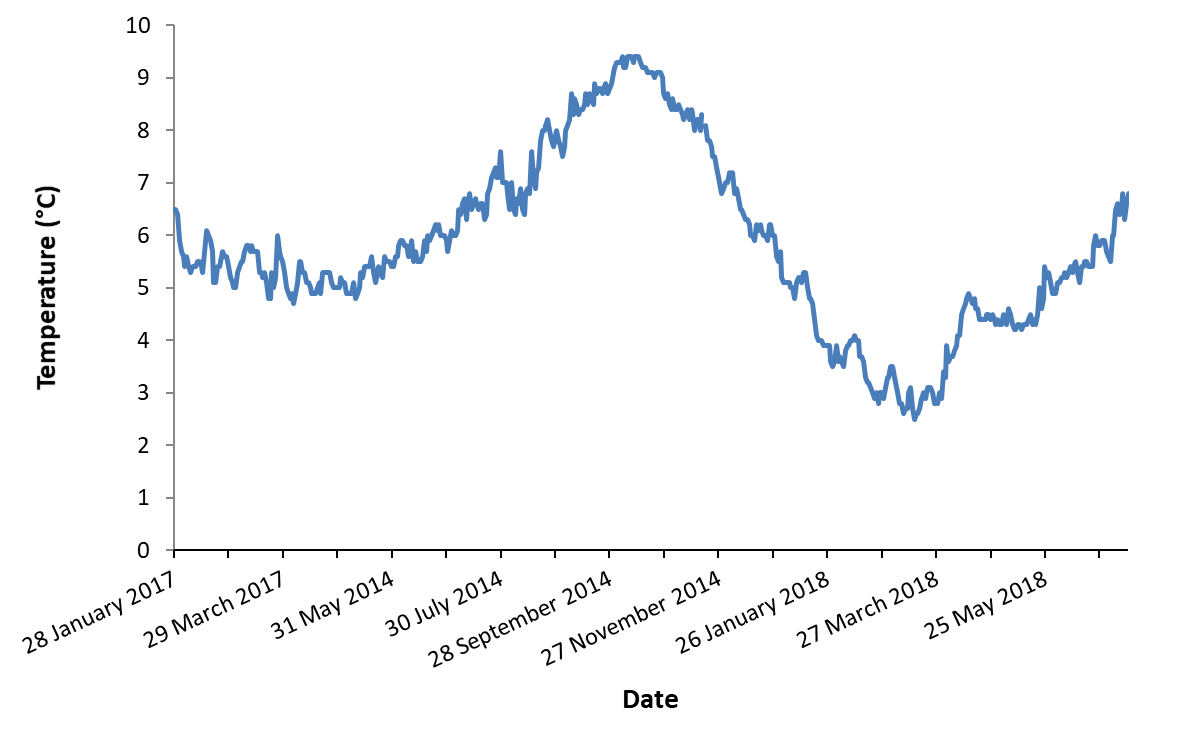 10
9
8
7
6
5
4
3
2
1
0
Temperature (°C)
28 January 2017
29 March 2017
31 May 2014
30 July 2014
28 September 2014
27 November 2014
26 January 2018
27 March 2018
25 May 2018
Date